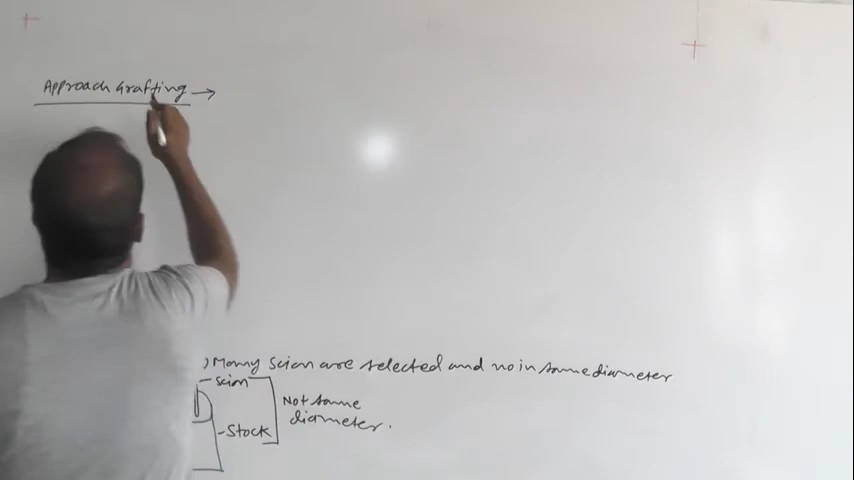 Approach Grafting →
) Many scion are selected and no in same diameter
- scion
Not same
diameter.
- Stock